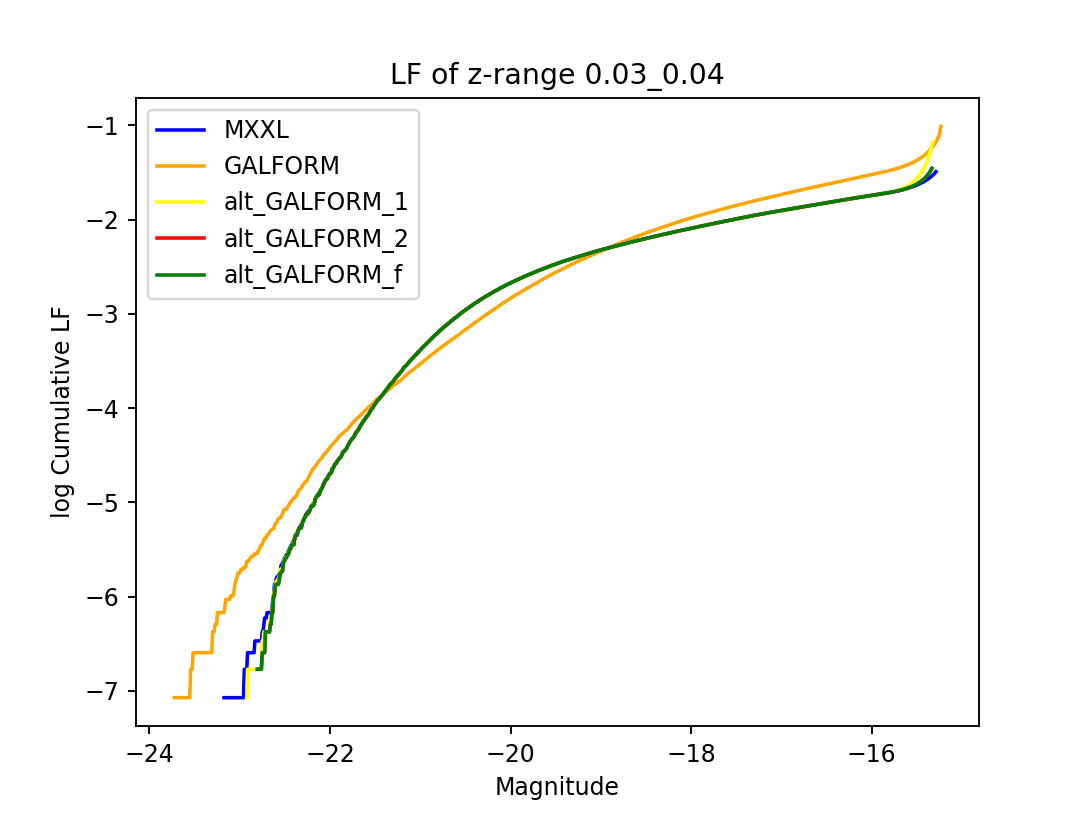 LF of z-range 0.03_0.04
MXXL
GALFORM
alt_GALFORM_1
alt_GALFORM_2
alt_GALFORM_f
log Cumulative LF
−1
−2
−3
−4
−5
−6
−7
−24 −22 −20 −18 −16
Magnitude